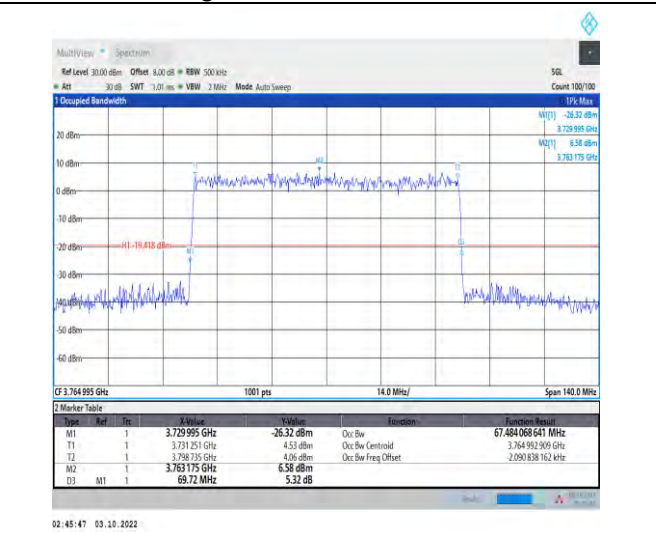 MultiView Spectrum
Ref Level 30.00 dBm Offset 8.00 dB RBW 500 kHz SGL
Att 30 dB SWT 1.01 ms VBW 2 MHz Mode Auto Sweep Count 100/100
1 Occupied Bandwidth 1Pk Max
M1[1] -26.32 dBm
3.729 995 GHz
M2[1] 6.58 dBm
3.763 175 GHz
20 dBm
10 dBm
0 dBm
-10 dBm
-20 dBm
H1 -19.418 dBm
M1
-30 dBm
-40 dBm
-50 dBm
-60 dBm
CF 3.764 995 GHz 1001 pts 14.0 MHz/ Span 140.0 MHz
2 Marker Table
Type Ref Trc X-Value Y-Value Function Function Result
M1 1 3.729 995 GHz -26.32 dBm Occ Bw 67.484 068 641 MHz
T1 1 3.731 251 GHz 4.53 dBm Occ Bw Centroid 3.764 992 909 GHz
T2 1 3.798 735 GHz 4.06 dBm Occ Bw Freq Offset -2.090 838 162 kHz
M2 1 3.763 175 GHz 6.58 dBm
D3 M1 1 69.72 MHz 5.32 dB
02:45:47 03.10.2022